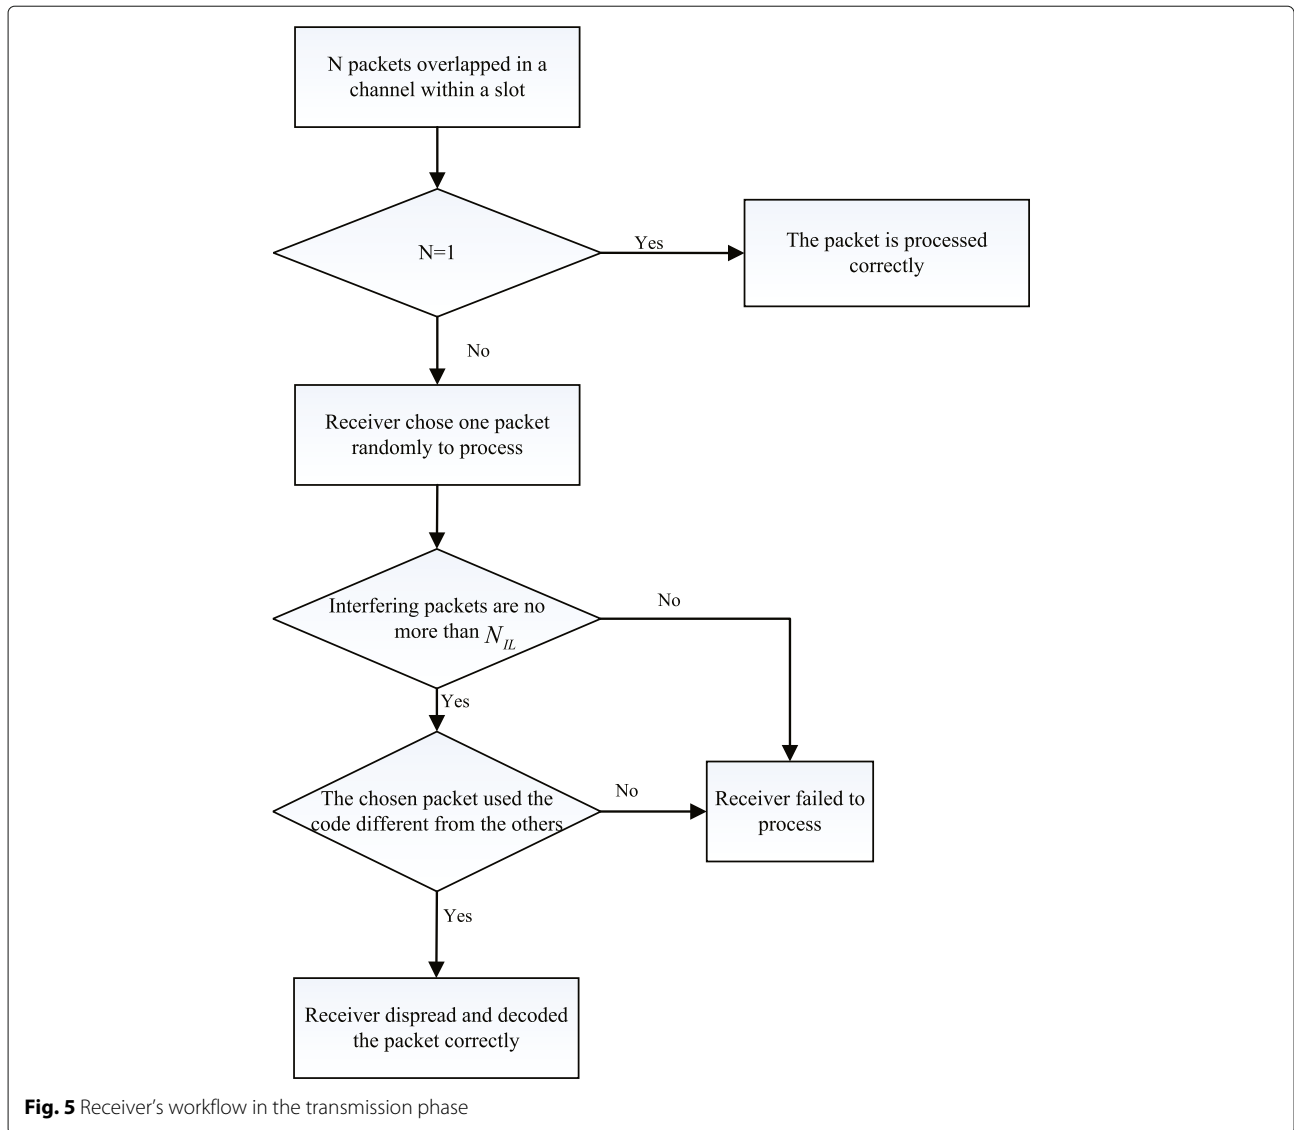 N packets overlapped in a
channel within a slot
N=1
Yes
The packet is processed
correctly
No
Receiver chose one packet
randomly to process
Interfering packets are no
more than N_IL
No
Yes
The chosen packet used the
code different from the others
No
Receiver failed to
process
Yes
Receiver dispread and decoded
the packet correctly
Fig. 5 Receiver's workflow in the transmission phase